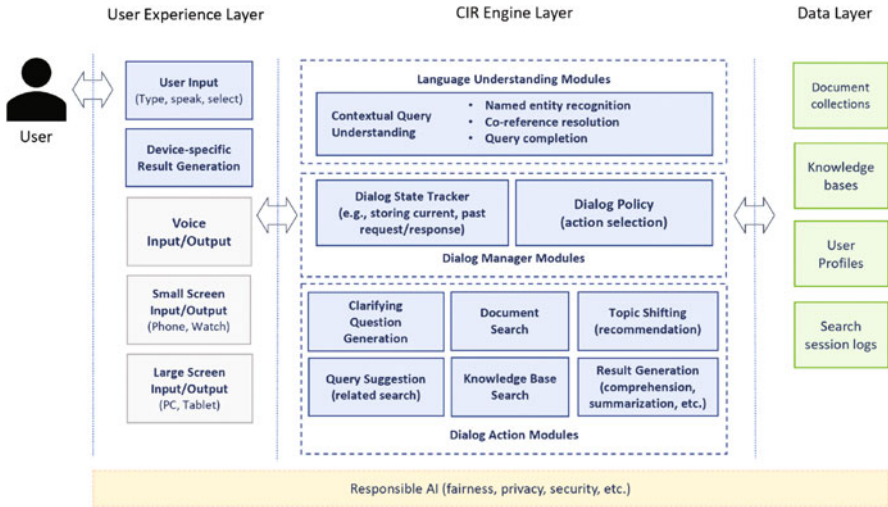 User Experience Layer
CIR Engine Layer
Data Layer
User
User Input
(Type, speak, select)
Device-specific
Result Generation
Voice
Input/Output
Small Screen
Input/Output
(Phone, Watch)
Large Screen
Input/Output
(PC, Tablet)
Language Understanding Modules
Contextual Query
Understanding
• Named entity recognition
• Co-reference resolution
• Query completion
Dialog State Tracker
(e.g., storing current, past
request/response)
Dialog Policy
(action selection)
Dialog Manager Modules
Clarifying
Question
Generation
Document
Search
Topic Shifting
(recommendation)
Query Suggestion
(related search)
Knowledge Base
Search
Result Generation
(comprehension,
summarization, etc.)
Dialog Action Modules
Document
collections
Knowledge
bases
User
Profiles
Search
session logs
Responsible AI (fairness, privacy, security, etc.)